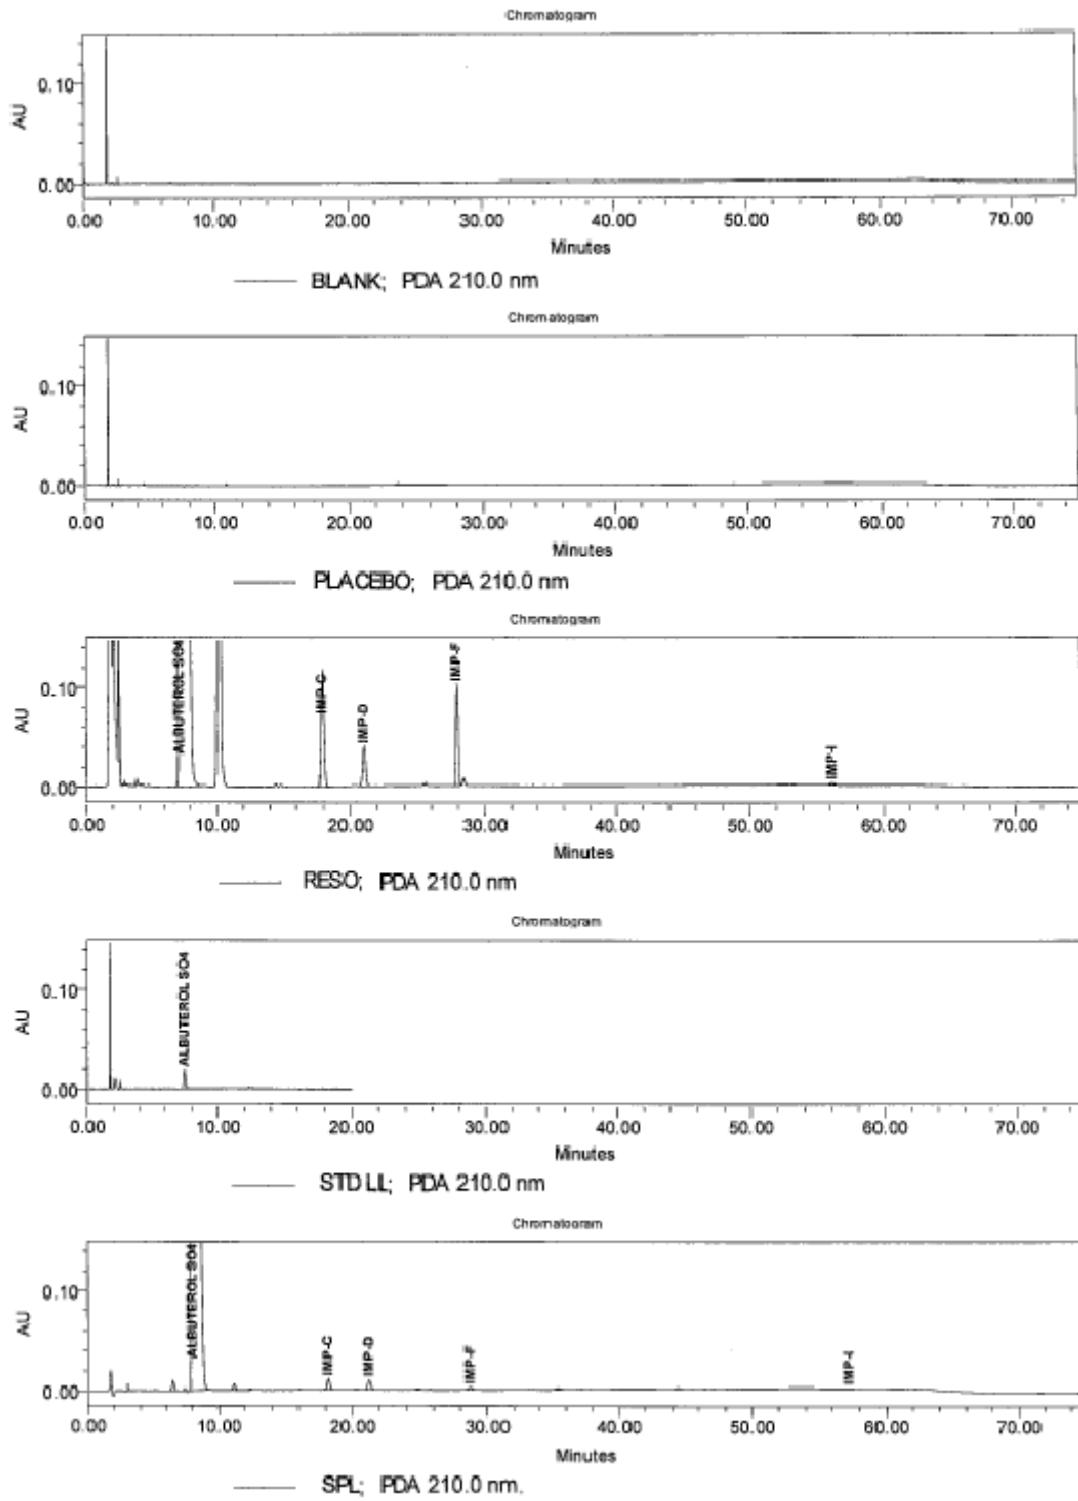 Chromatogram
AU
0.10
0.00
0.00 10.00 20.00 30.00 40.00 50.00 60.00 70.00
Minutes
BLANK; PDA 210.0 nm
Chromatogram
AU
0.10
0.00
0.00 10.00 20.00 30.00 40.00 50.00 60.00 70.00
Minutes
PLACEBO; PDA 210.0 nm
Chromatogram
AU
0.10
0.00
ALBUTEROL SO4
IMP-C
IMP-D
IMP-F
IMP-I
0.00 10.00 20.00 30.00 40.00 50.00 60.00 70.00
Minutes
RESO; PDA 210.0 nm
Chromatogram
AU
0.10
0.00
ALBUTEROL SO4
0.00 10.00 20.00 30.00 40.00 50.00 60.00 70.00
Minutes
STD LL; PDA 210.0 nm
Chromatogram
AU
0.10
0.00
ALBUTEROL SO4
IMP-C
IMP-D
IMP-F
IMP-I
0.00 10.00 20.00 30.00 40.00 50.00 60.00 70.00
Minutes
SPL; PDA 210.0 nm.